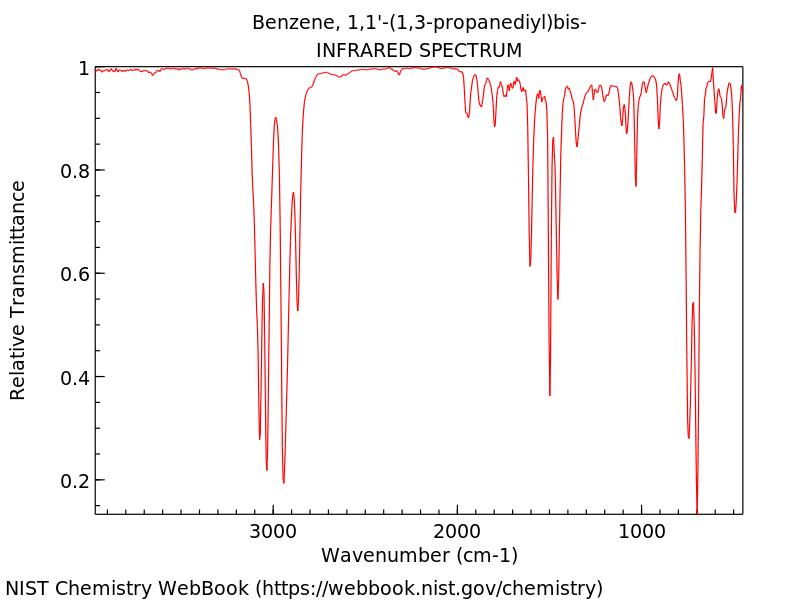 Benzene, 1,1'-(1,3-propanediyl)bis-
INFRARED SPECTRUM
1
0.8
0.6
0.4
0.2
Relative Transmittance
3000 2000 1000
Wavenumber (cm-1)
NIST Chemistry WebBook (https://webbook.nist.gov/chemistry)